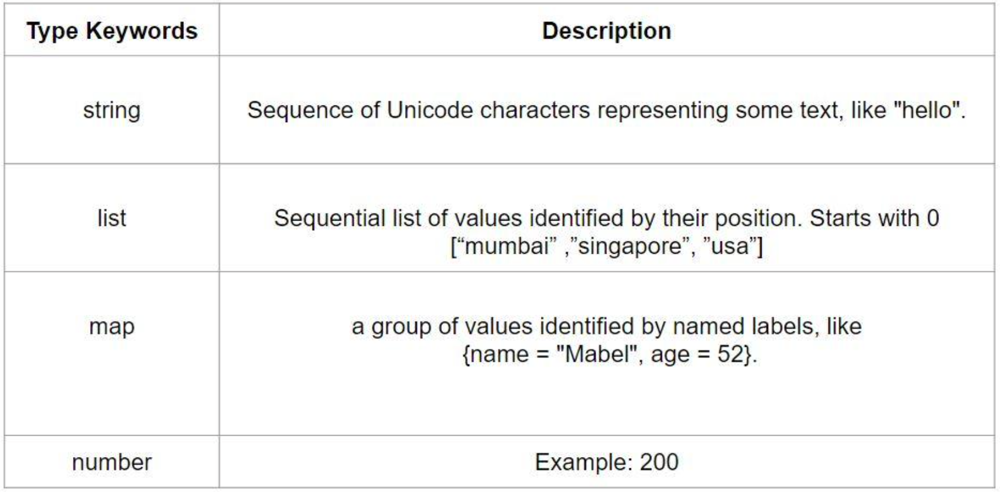 Type Keywords Description
string Sequence of Unicode characters representing some text, like "hello".
list Sequential list of values identified by their position. Starts with 0
[“mumbai” ,”singapore”, ”usa”]
map a group of values identified by named labels, like
{name = "Mabel", age = 52}.
number Example: 200